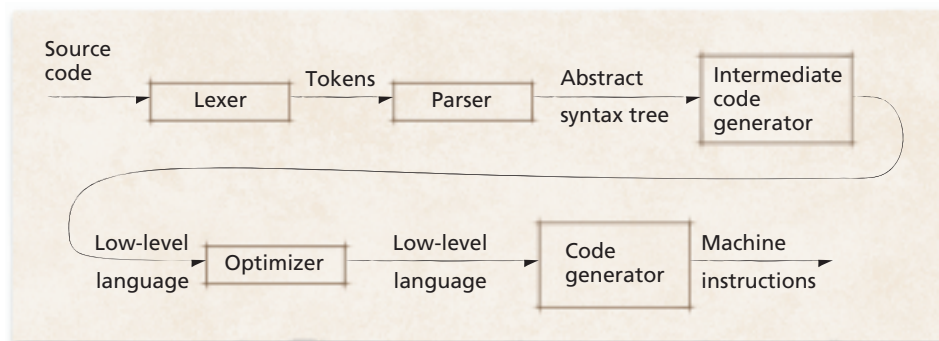 Source
code
Lexer
Tokens
Parser
Abstract
syntax tree
Intermediate
code
generator
Low-level
language
Optimizer
Low-level
language
Code
generator
Machine
instructions